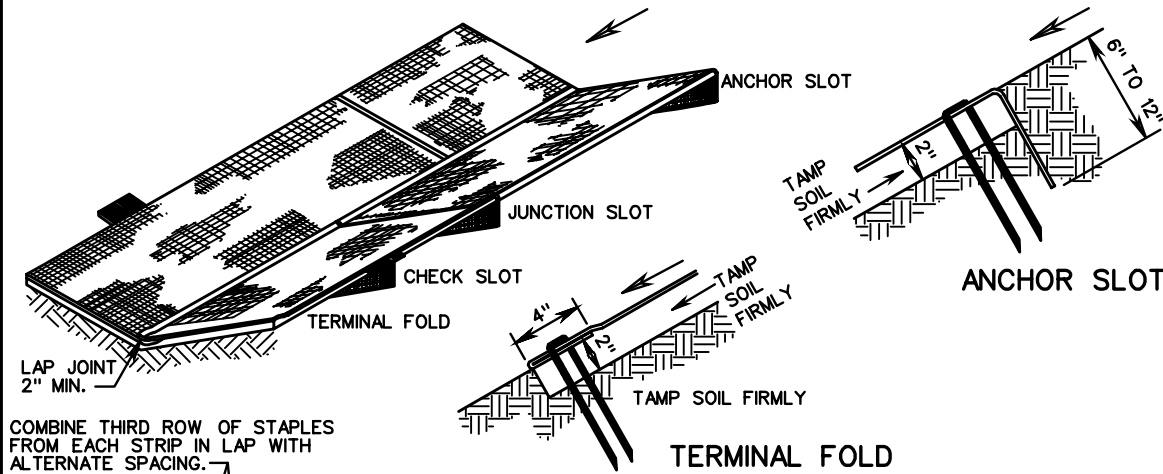 ANCHOR SLOT
JUNCTION SLOT
CHECK SLOT
TERMINAL FOLD
LAP JOINT
2" MIN.
COMBINE THIRD ROW OF STAPLES
FROM EACH STRIP IN LAP WITH
ALTERNATE SPACING.
6" TO 12"
2"
TAMP
SOIL
FIRMLY
ANCHOR SLOT
4"
2"
TAMP
SOIL
FIRMLY
TAMP SOIL FIRMLY
TERMINAL FOLD